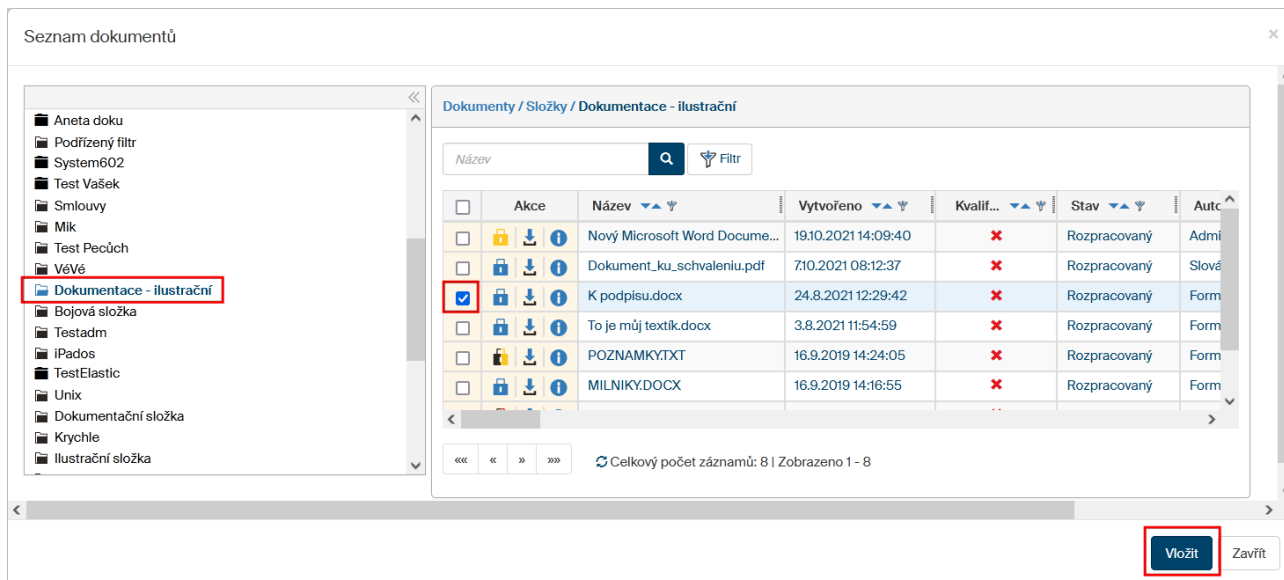 Seznam dokumentů
Aneta doku
Podřízený filtr
System602
Test Vašek
Smlouvy
Mik
Test Pecůch
VéVé
Dokumentace - ilustrační
Bojová složka
Testadm
iPados
TestElastic
Unix
Dokumentační složka
Krychle
Ilustrační složka
Dokumenty / Složky / Dokumentace - ilustrační
Název Filtr
Akce Název Vytvořeno Kvalif... Stav Auto
Nový Microsoft Word Docume... 19.10.2021 14:09:40 Rozpracovaný Admi
Dokument_ku_schvaleniu.pdf 7.10.2021 08:12:37 Rozpracovaný Slová
K podpisu.docx 24.8.2021 12:29:42 Rozpracovaný Form
To je můj textík.docx 3.8.2021 11:54:59 Rozpracovaný Form
POZNAMKY.TXT 16.9.2019 14:24:05 Rozpracovaný Form
MILNIKY.DOCX 16.9.2019 14:16:55 Rozpracovaný Form
«« « » »» Celkový počet záznamů: 8 | Zobrazeno 1 - 8
Vložit Zavřít